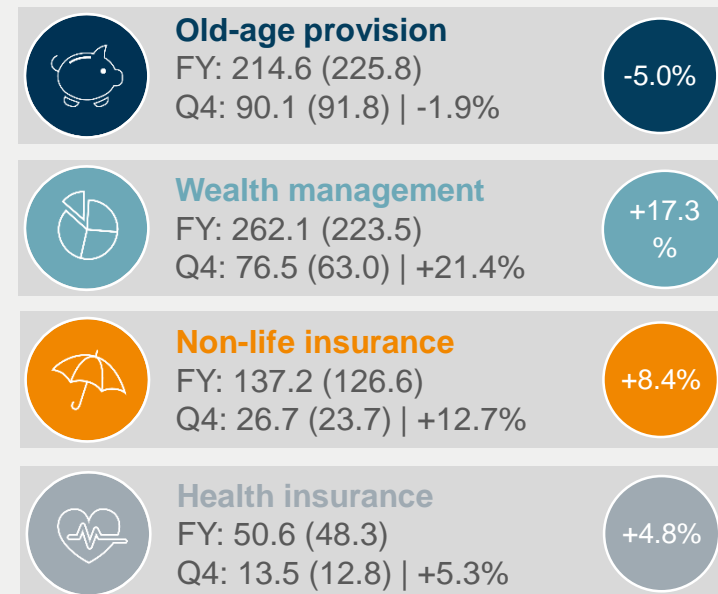 Old-age provision
FY: 214.6 (225.8)
Q4: 90.1 (91.8) | -1.9%
-5.0%
Wealth management
FY: 262.1 (223.5)
Q4: 76.5 (63.0) | +21.4%
+17.3
%
Non-life insurance
FY: 137.2 (126.6)
Q4: 26.7 (23.7) | +12.7%
+8.4%
Health insurance
FY: 50.6 (48.3)
Q4: 13.5 (12.8) | +5.3%
+4.8%